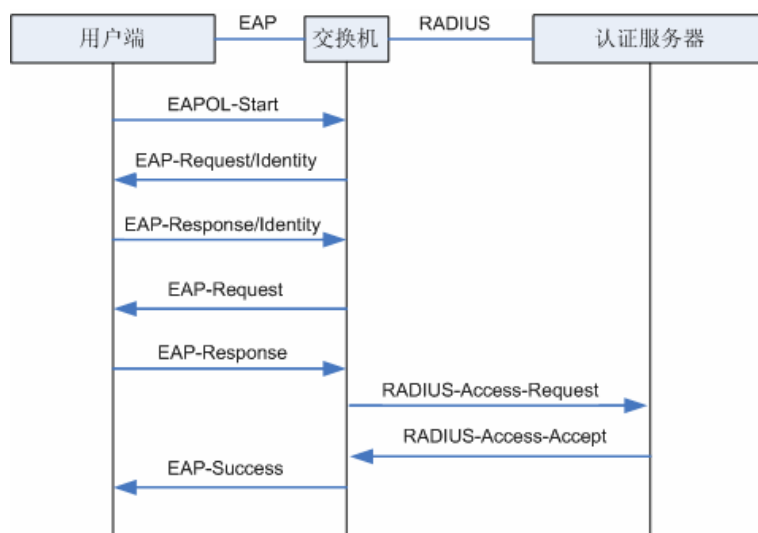 EAP
RADIUS
用户端
交换机
认证服务器
EAPOL-Start
EAP-Request/Identity
EAP-Response/Identity
EAP-Request
EAP-Response
RADIUS-Access-Request
RADIUS-Access-Accept
EAP-Success